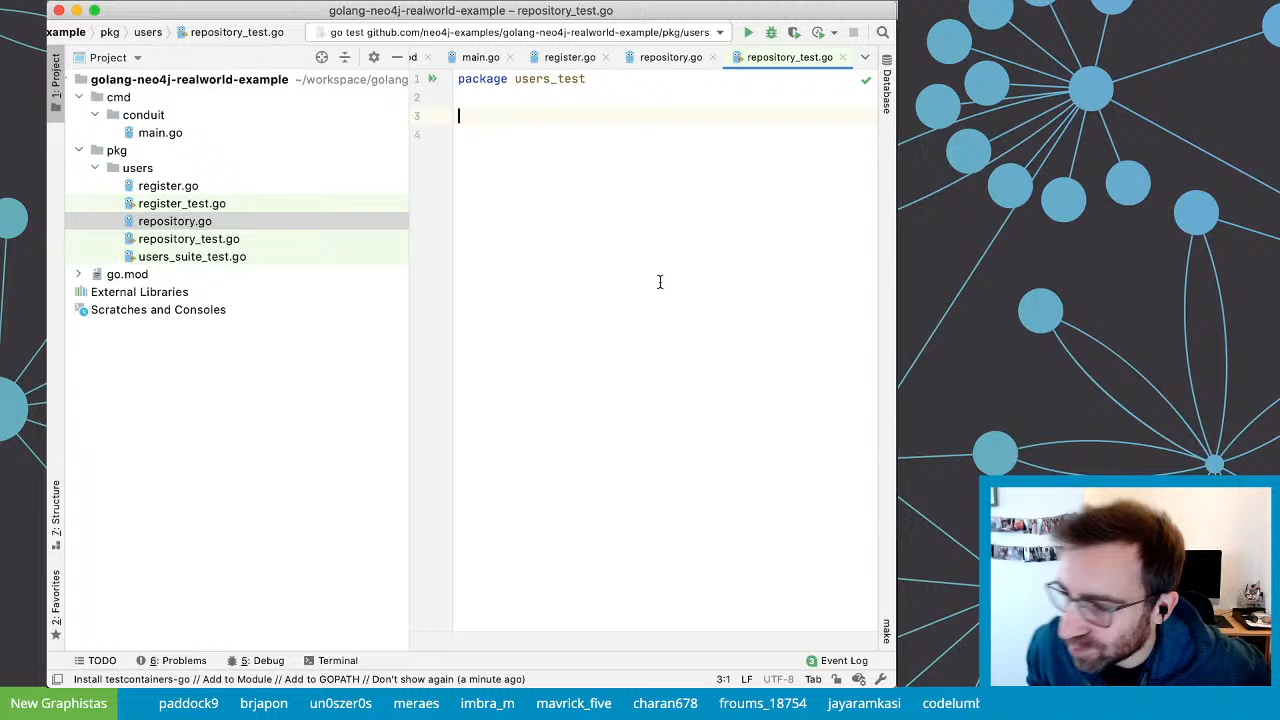 golang-neo4j-realworld-example – repository_test.go
example
pkg
users
repository_test.go
go test github.com/neo4j-examples/golang-neo4j-realworld-example/pkg/users
1: Project
Project
od
main.go
register.go
repository.go
repository_test.go
golang-neo4j-realworld-example ~/workspace/golang
cmd
conduit
main.go
pkg
users
register.go
register_test.go
repository.go
repository_test.go
users_suite_test.go
go.mod
External Libraries
Scratches and Consoles
1 package users_test
2
3
4
Database
make
7: Structure
2: Favorites
TODO
6: Problems
5: Debug
Terminal
3 Event Log
Install testcontainers-go // Add to Module // Add to GOPATH // Don't show again (a minute ago)
3:1 LF UTF-8 Tab
New Graphistas paddock9 brjapon un0szer0s meraes imbra_m mavrick_five charan678 froums_18754 jayaramkasi codelumb